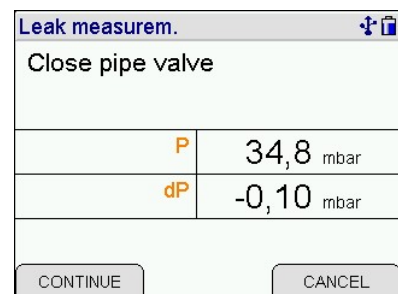 Leak measurem.
Close pipe valve
P 34,8 mbar
dP -0,10 mbar
CONTINUE CANCEL